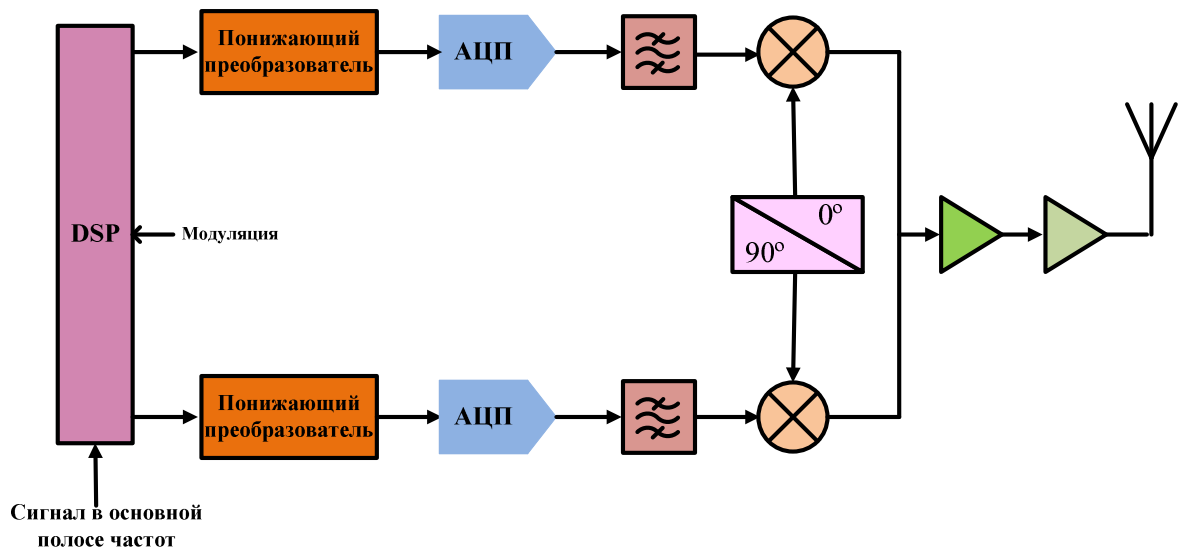 Понижающий
преобразователь
АЦП
DSP
Модуляция
0º
90º
Понижающий
преобразователь
АЦП
Сигнал в основной
полосе частот